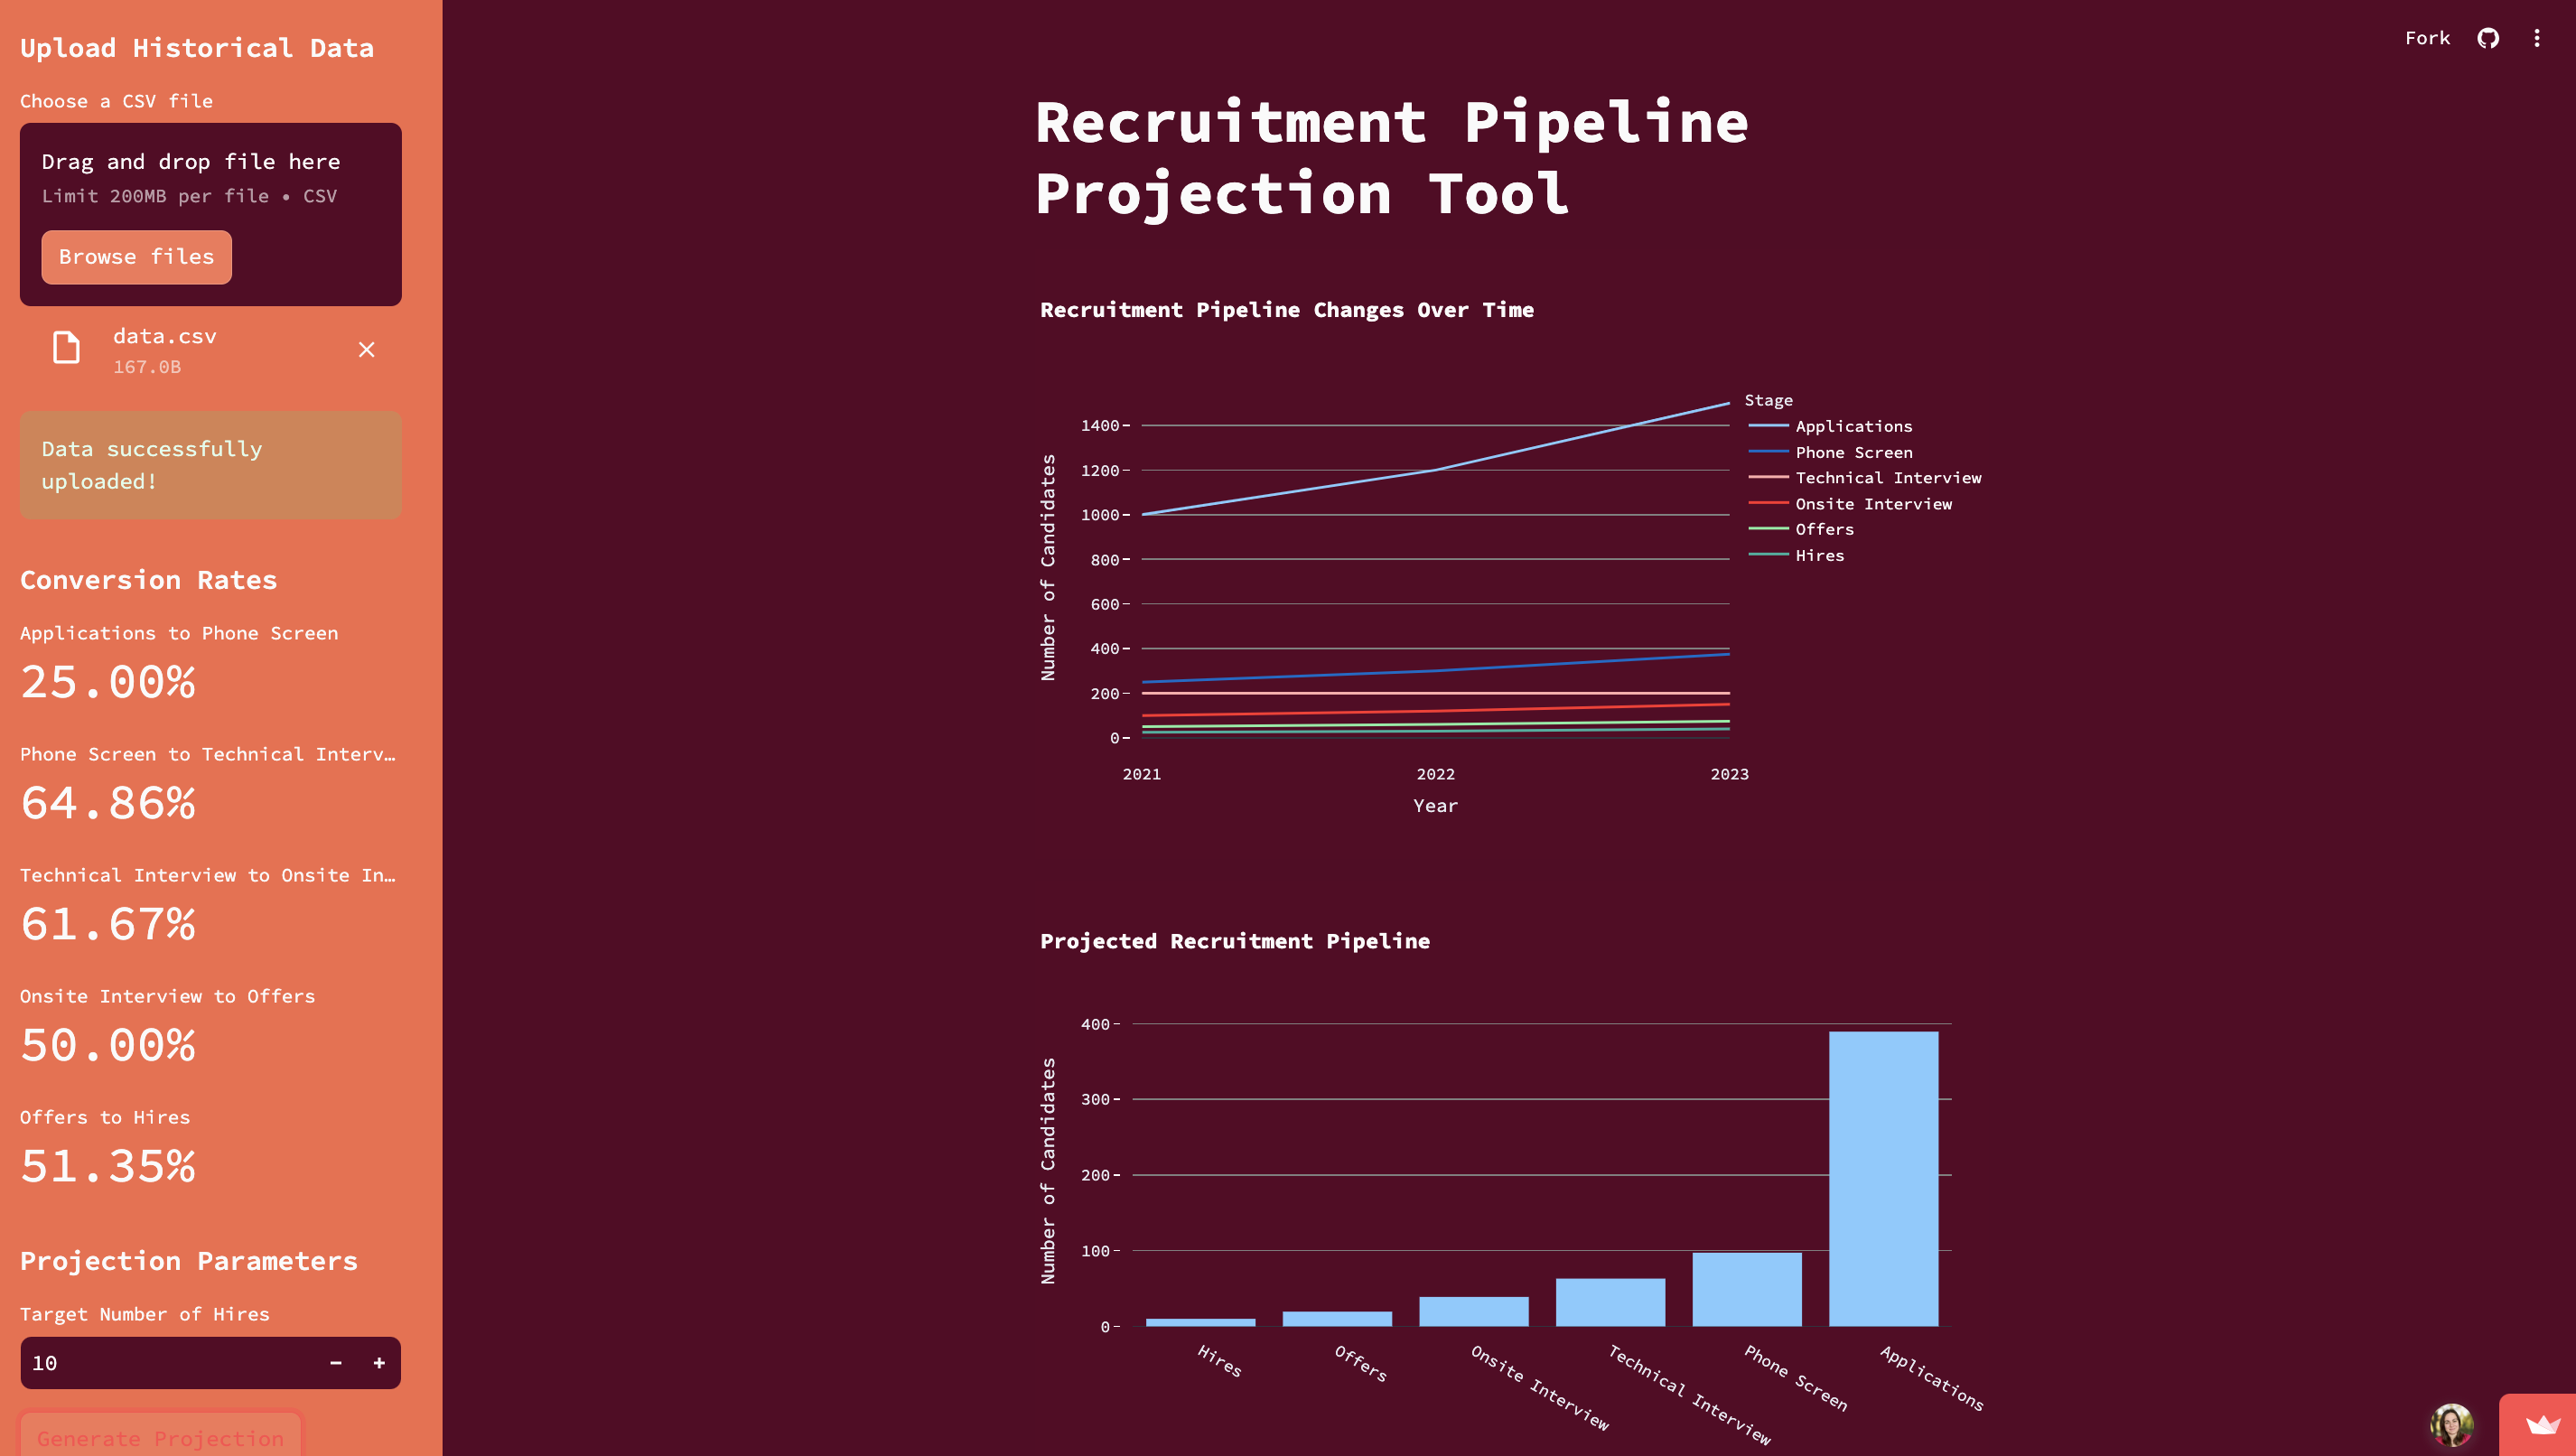 Upload Historical Data
Choose a CSV file
Drag and drop file here
Limit 200MB per file • CSV
Browse files
data.csv
167.0B
Data successfully
uploaded!
Conversion Rates
Applications to Phone Screen
25.00%
Phone Screen to Technical Interv…
64.86%
Technical Interview to Onsite In…
61.67%
Onsite Interview to Offers
50.00%
Offers to Hires
51.35%
Projection Parameters
Target Number of Hires
10
Generate Projection
Fork
Recruitment Pipeline
Projection Tool
Recruitment Pipeline Changes Over Time
Number of Candidates
1400
1200
1000
800
600
400
200
0
2021
2022
2023
Year
Stage
Applications
Phone Screen
Technical Interview
Onsite Interview
Offers
Hires
Projected Recruitment Pipeline
Number of Candidates
400
300
200
100
0
Hires
Offers
Onsite Interview
Technical Interview
Phone Screen
Applications